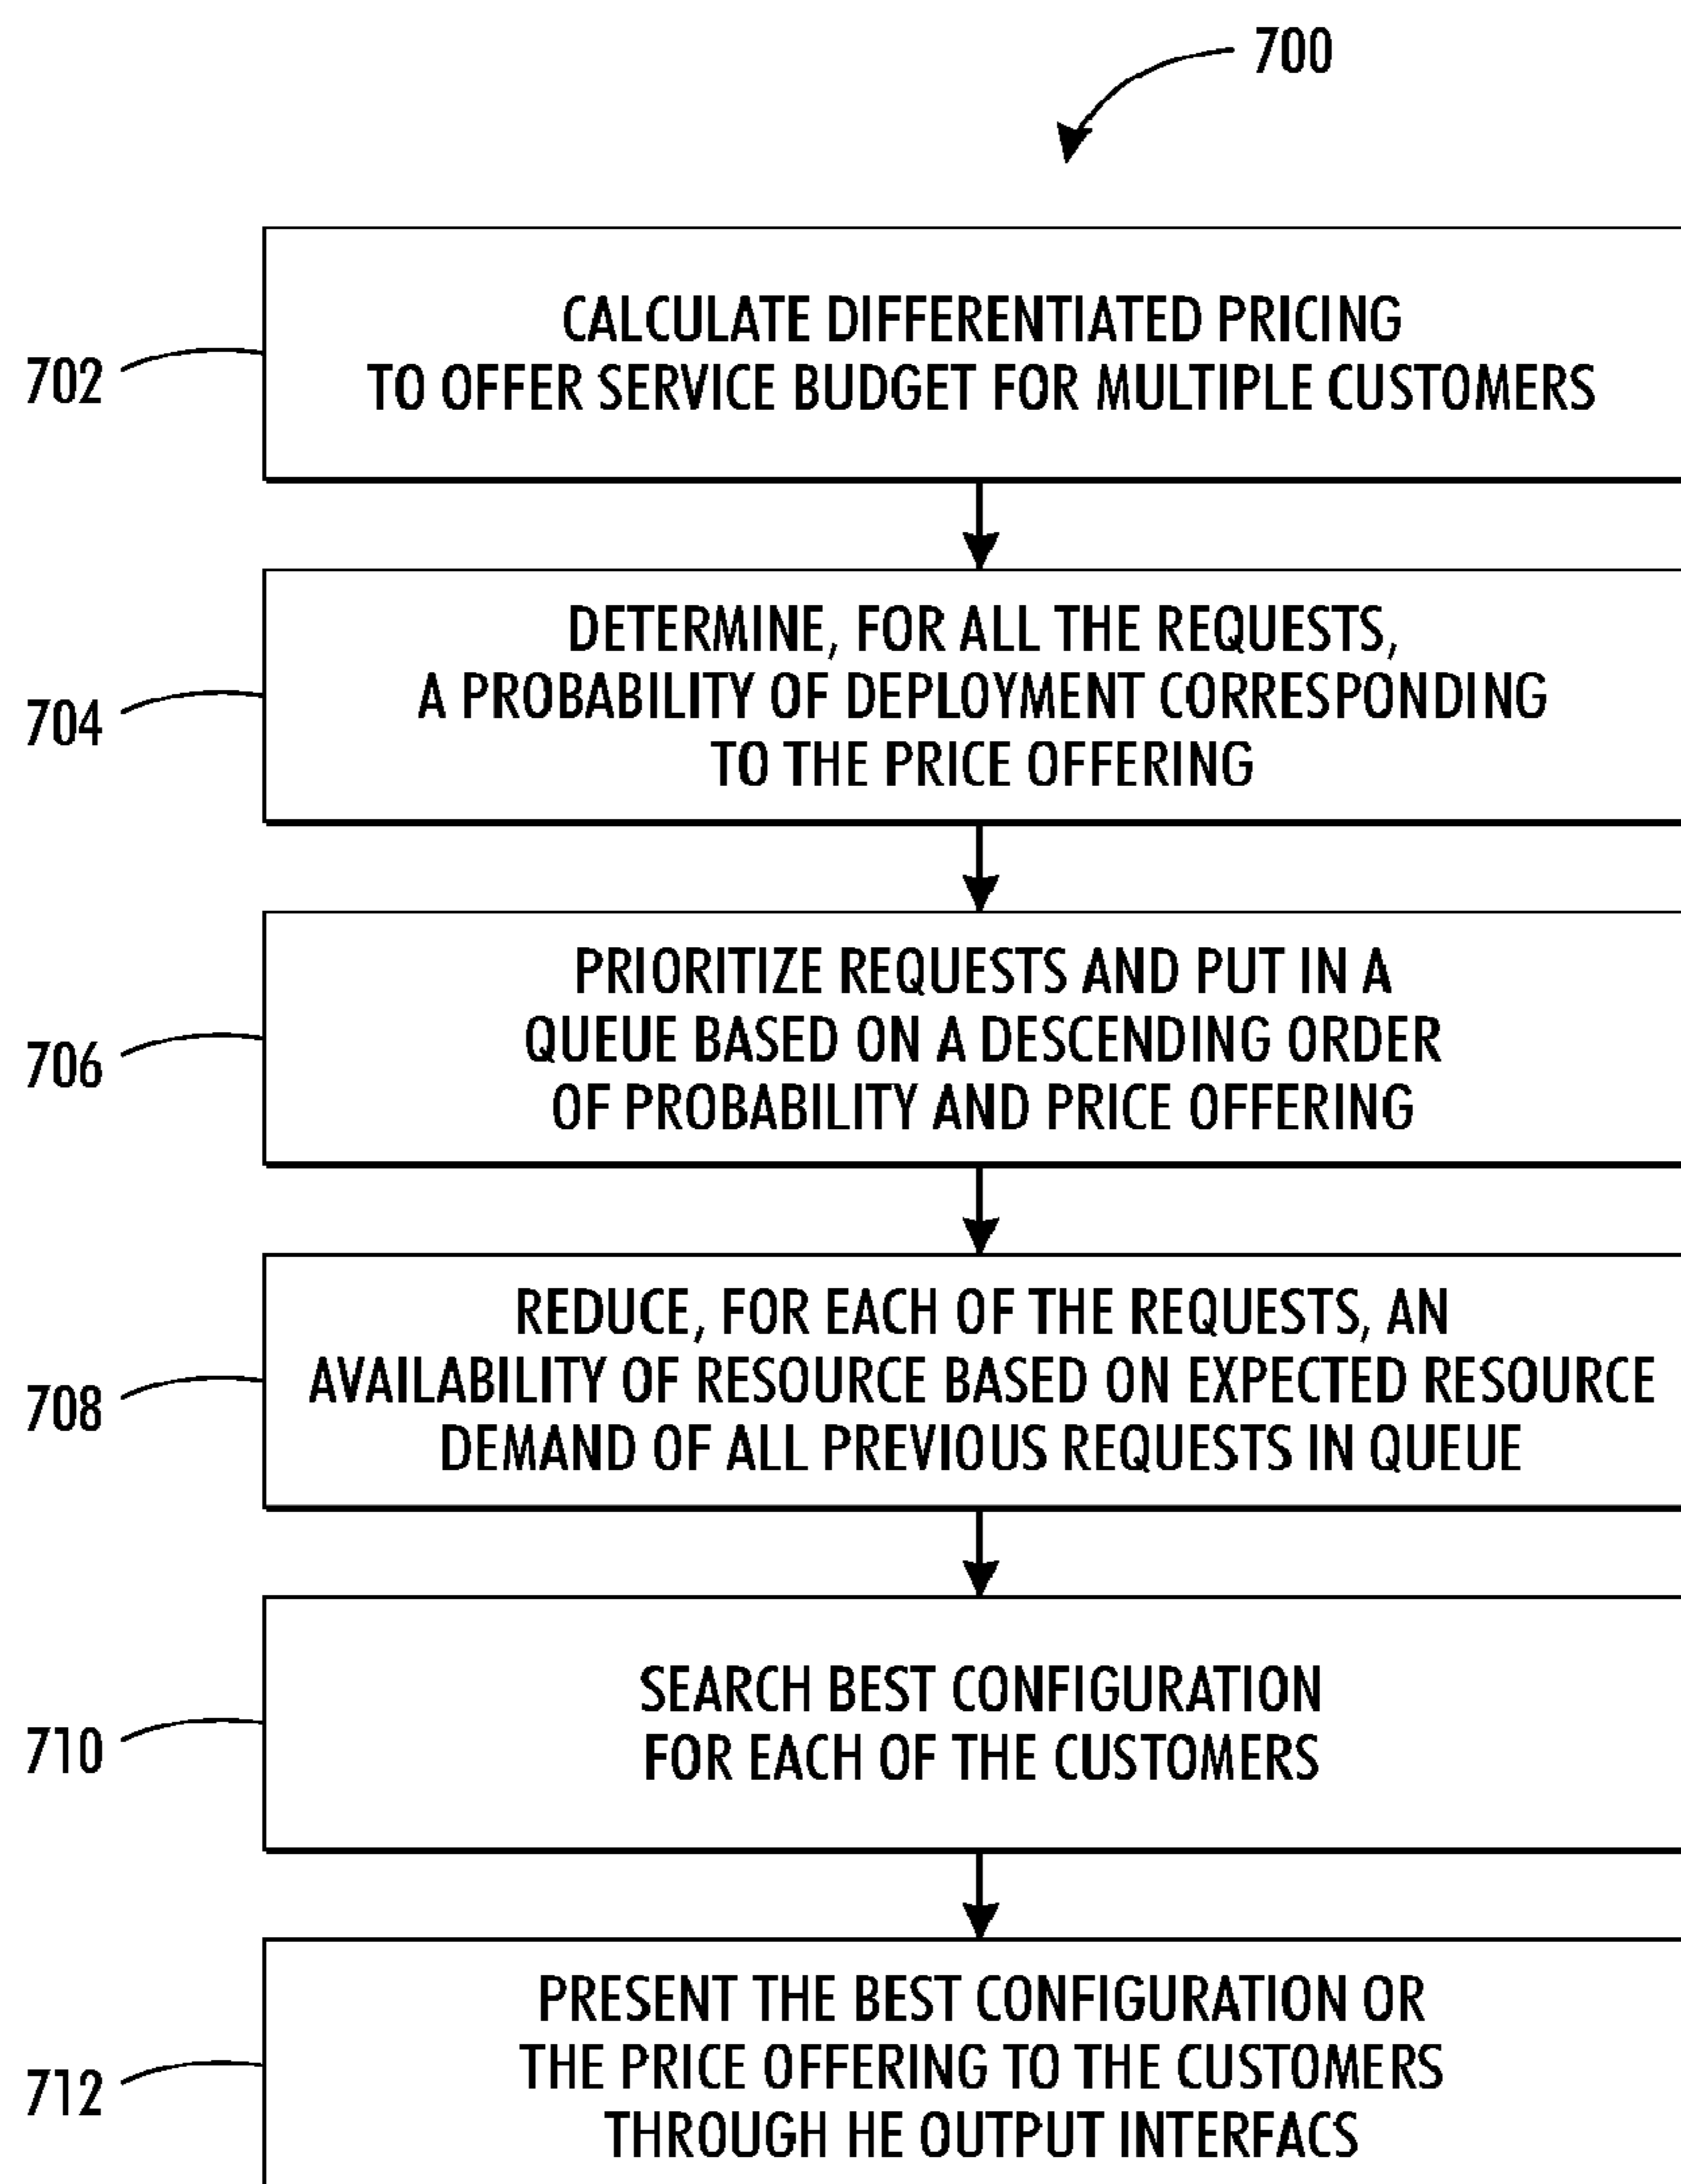 700
702
CALCULATE DIFFERENTIATED PRICING
TO OFFER SERVICE BUDGET FOR MULTIPLE CUSTOMERS
704
DETERMINE, FOR ALL THE REQUESTS,
A PROBABILITY OF DEPLOYMENT CORRESPONDING
TO THE PRICE OFFERING
706
PRIORITIZE REQUESTS AND PUT IN A
QUEUE BASED ON A DESCENDING ORDER
OF PROBABILITY AND PRICE OFFERING
708
REDUCE, FOR EACH OF THE REQUESTS, AN
AVAILABILITY OF RESOURCE BASED ON EXPECTED RESOURCE
DEMAND OF ALL PREVIOUS REQUESTS IN QUEUE
710
SEARCH BEST CONFIGURATION
FOR EACH OF THE CUSTOMERS
712
PRESENT THE BEST CONFIGURATION OR
THE PRICE OFFERING TO THE CUSTOMERS
THROUGH HE OUTPUT INTERFACS